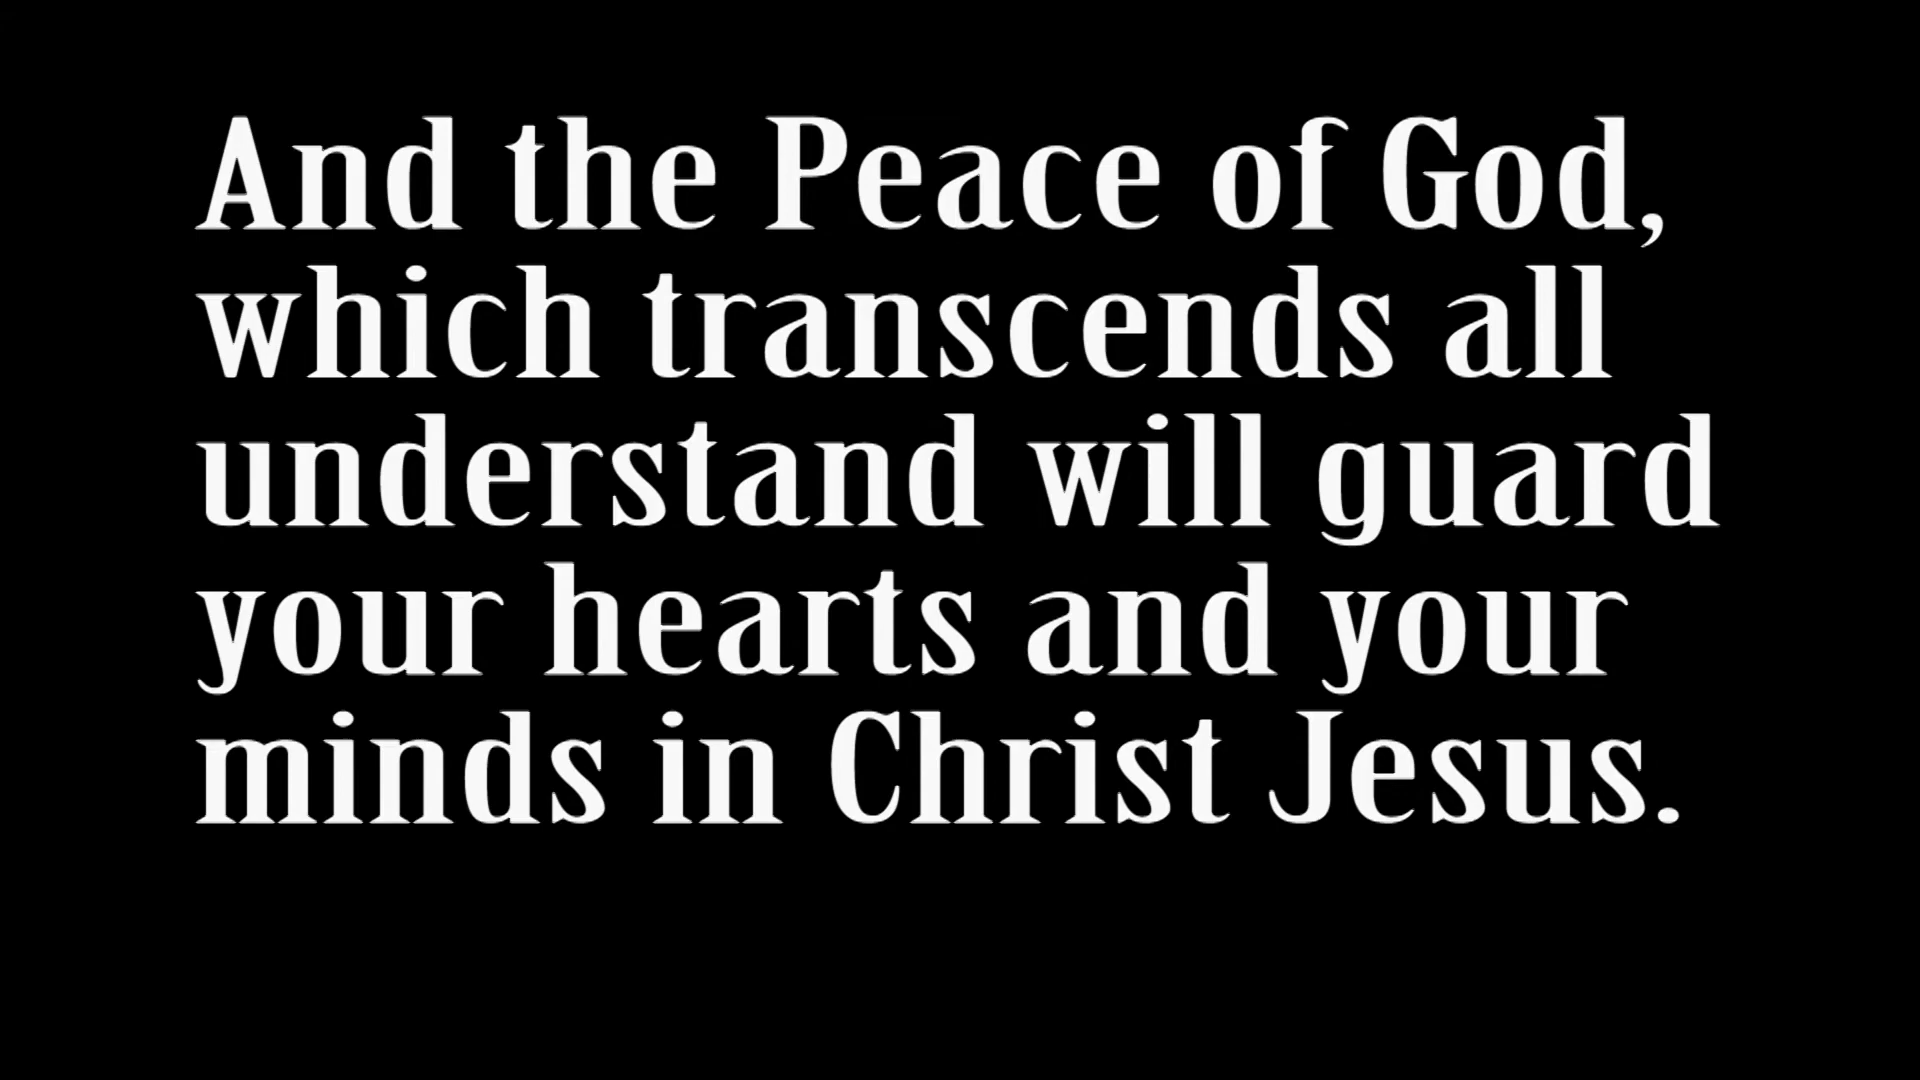 And the Peace of God,
which transcends all
understand will guard
your hearts and your
minds in Christ Jesus.